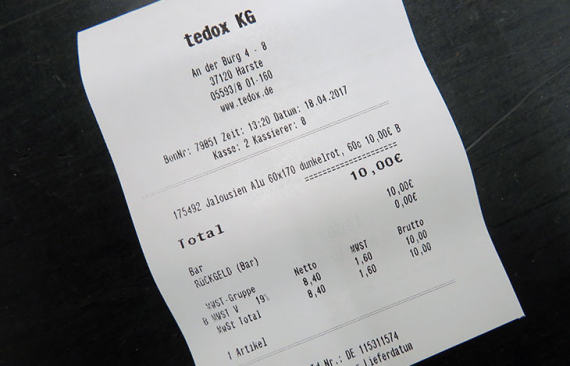 tedox KG
An der Burg 4 - 8
37120 Harste
05593/8 01-160
www.tedox.de
BonNr: 79851 Zeit: 13:20 Datum: 18.04.2017
Kasse: 2 Kassierer: 0
175492 Jalousien Alu 60x170 dunkelrot, 60c 10,00€ B
Total 10,00€
Bar 10,00€
RÜCKGELD (Bar) 0,00€
MWST-Gruppe Netto MWST Brutto
B MWST V 19% 8,40 1,60 10,00
MwSt Total 8,40 1,60 10,00
1 Artikel
Nr.: DE 115311574
Lieferdatum